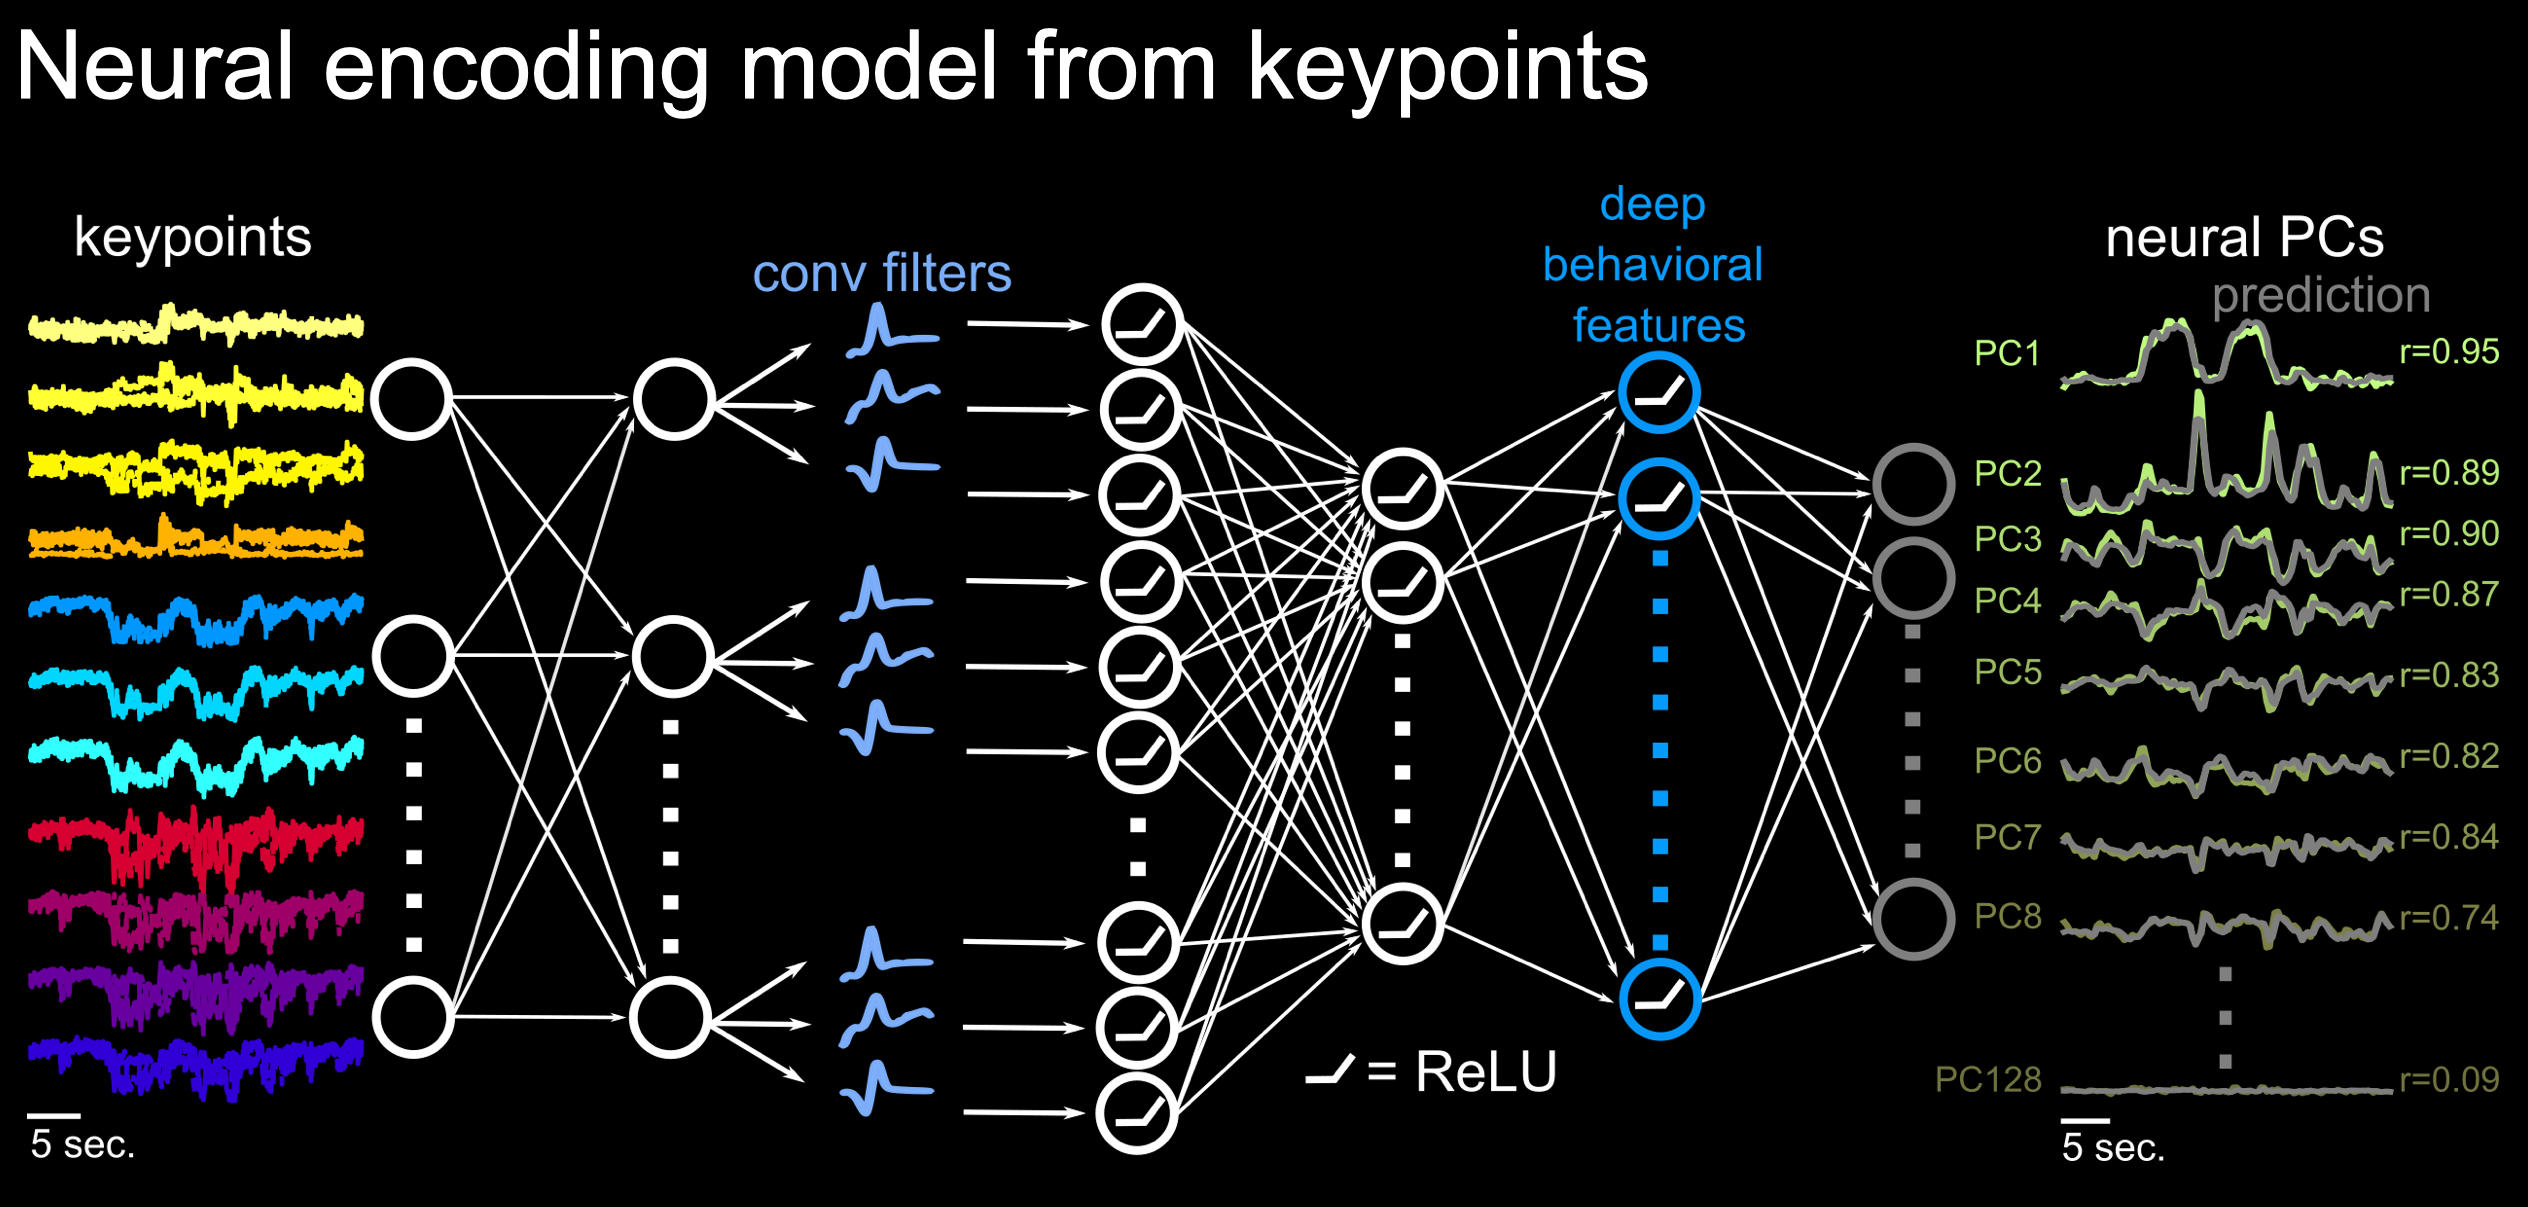 Neural encoding model from keypoints
keypoints
5 sec.
conv filters
= ReLU
deep
behavioral
features
neural PCs
prediction
PC1 r=0.95
PC2 r=0.89
PC3 r=0.90
PC4 r=0.87
PC5 r=0.83
PC6 r=0.82
PC7 r=0.84
PC8 r=0.74
PC128 r=0.09
5 sec.